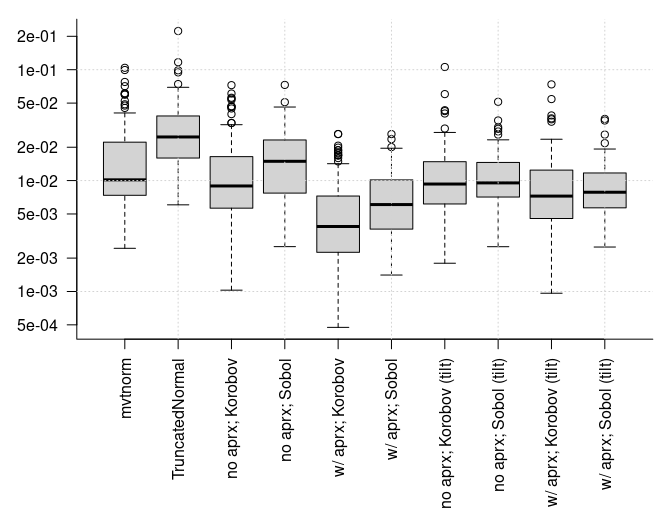 2e-01
1e-01
5e-02
2e-02
1e-02
5e-03
2e-03
1e-03
5e-04
mvtnorm
TruncatedNormal
no aprx; Korobov
no aprx; Sobol
w/ aprx; Korobov
w/ aprx; Sobol
no aprx; Korobov (tilt)
no aprx; Sobol (tilt)
w/ aprx; Korobov (tilt)
w/ aprx; Sobol (tilt)